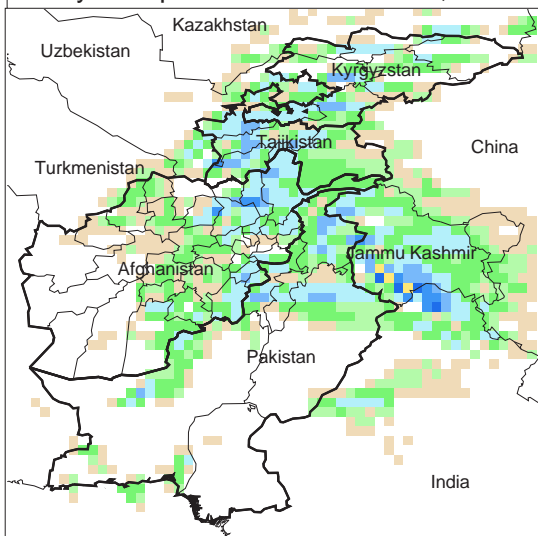 Kazakhstan
Uzbekistan
Kyrgyzstan
Tajikistan
China
Turkmenistan
Jammu Kashmir
Afghanistan
Pakistan
India